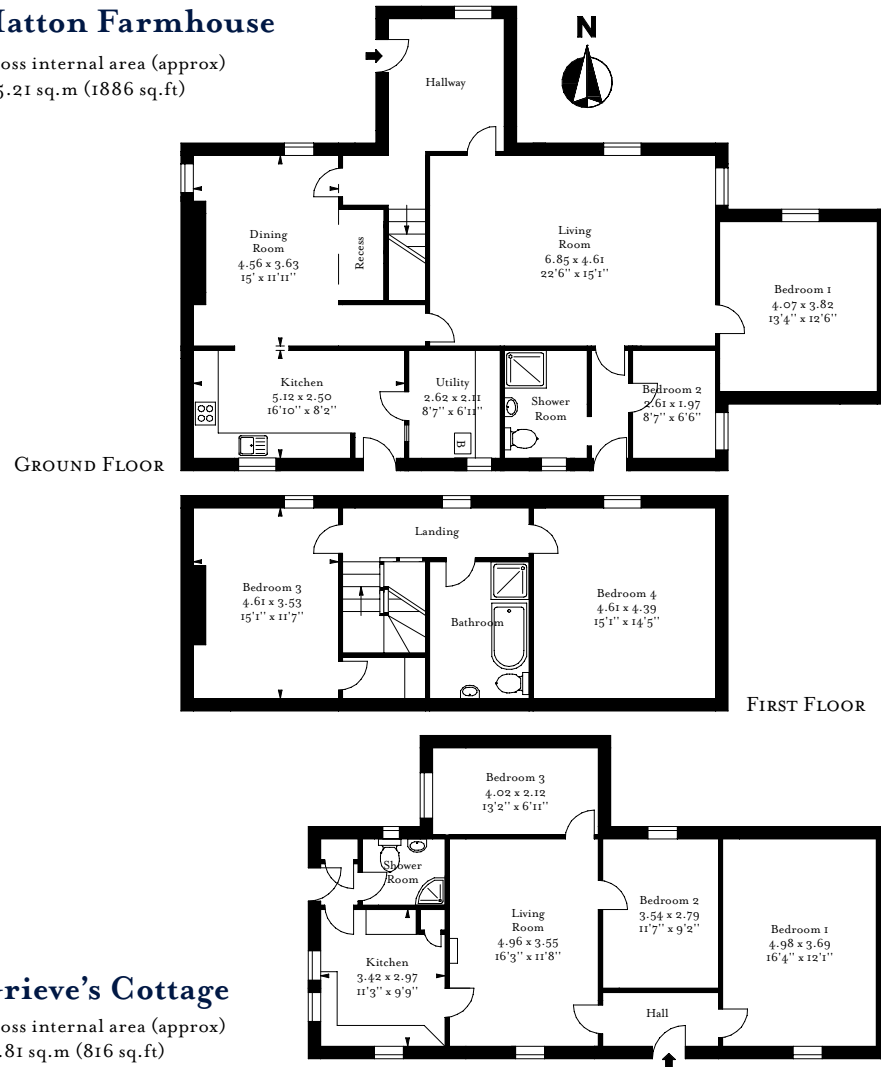 Hatton Farmhouse
oss internal area (approx)
5.21 sq.m (1886 sq.ft)
N
Hallway
Dining
Room
4.56 x 3.63
15' x 11'11''
Recess
Living
Room
6.85 x 4.61
22'6'' x 15'1''
Bedroom 1
4.07 x 3.82
13'4'' x 12'6''
Kitchen
5.12 x 2.50
16'10'' x 8'2''
Utility
2.62 x 2.11
8'7'' x 6'11''
B
Shower
Room
Bedroom 2
2.61 x 1.97
8'7'' x 6'6''
Ground Floor
Landing
Bedroom 3
4.61 x 3.53
15'1'' x 11'7''
Bathroom
Bedroom 4
4.61 x 4.39
15'1'' x 14'5''
First Floor
Bedroom 3
4.02 x 2.12
13'2'' x 6'11''
Shower
Room
Living
Room
4.96 x 3.55
16'3'' x 11'8''
Bedroom 2
3.54 x 2.79
11'7'' x 9'2''
Bedroom 1
4.98 x 3.69
16'4'' x 12'1''
Kitchen
3.42 x 2.97
11'3'' x 9'9''
Hall
Grieve's Cottage
oss internal area (approx)
.81 sq.m (816 sq.ft)